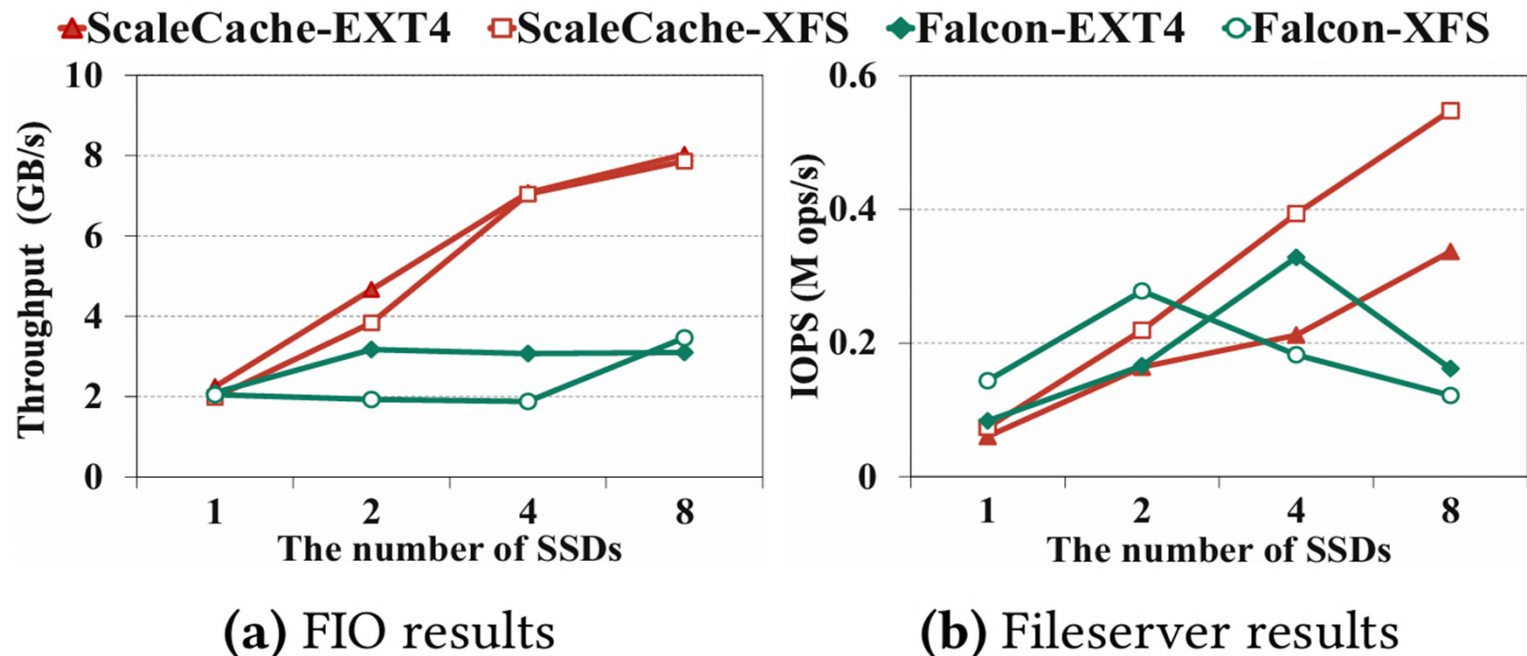 ScaleCache-EXT4 ScaleCache-XFS Falcon-EXT4 Falcon-XFS
Throughput (GB/s)
10
8
6
4
2
0
1 2 4 8
The number of SSDs
(a) FIO results
IOPS (M ops/s)
0.6
0.4
0.2
0
1 2 4 8
The number of SSDs
(b) Fileserver results